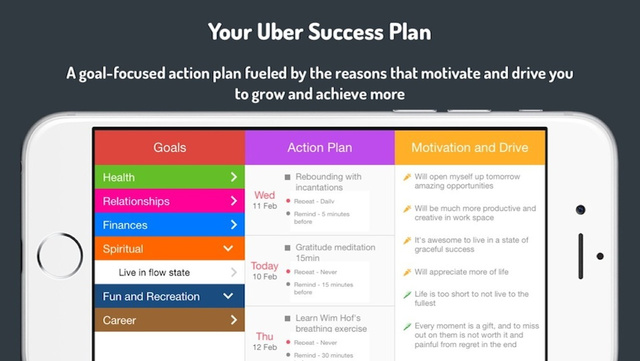 Your Uber Success Plan
A goal-focused action plan fueled by the reasons that motivate and drive you
to grow and achieve more
Goals
Health
Relationships
Finances
Spiritual
Live in flow state
Fun and Recreation
Career
Action Plan
Wed
11 Feb
Rebounding with
incantations
Repeat - Daily
Remind - 5 minutes
before
Today
10 Feb
Gratitude meditation
15min
Repeat - Never
Remind - 15 minutes
before
Thu
12 Feb
Learn Wim Hof's
breathing exercise
Repeat - Never
Remind - 30 minutes
Motivation and Drive
Will open myself up tomorrow
amazing opportunities
Will be much more productive and
creative in work space
It's awesome to live in a state of
graceful success
Will appreciate more of life
Life is too short to not live to the
fullest
Every moment is a gift, and to miss
out on them is not worth it and
painful from regret in the end